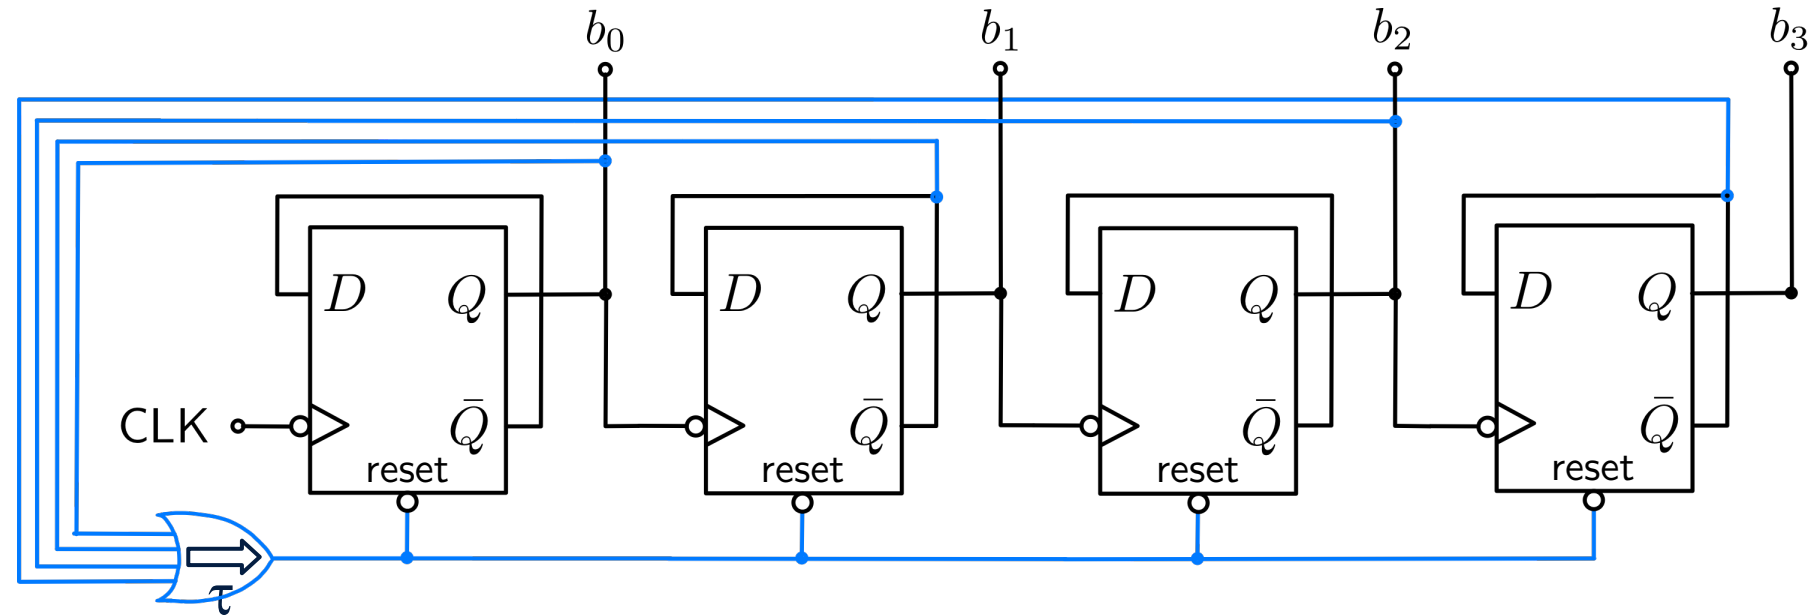 b₀ b₁ b₂ b₃
D Q D Q D Q D Q
CLK Q̄ Q̄ Q̄ Q̄
reset reset reset reset
τ